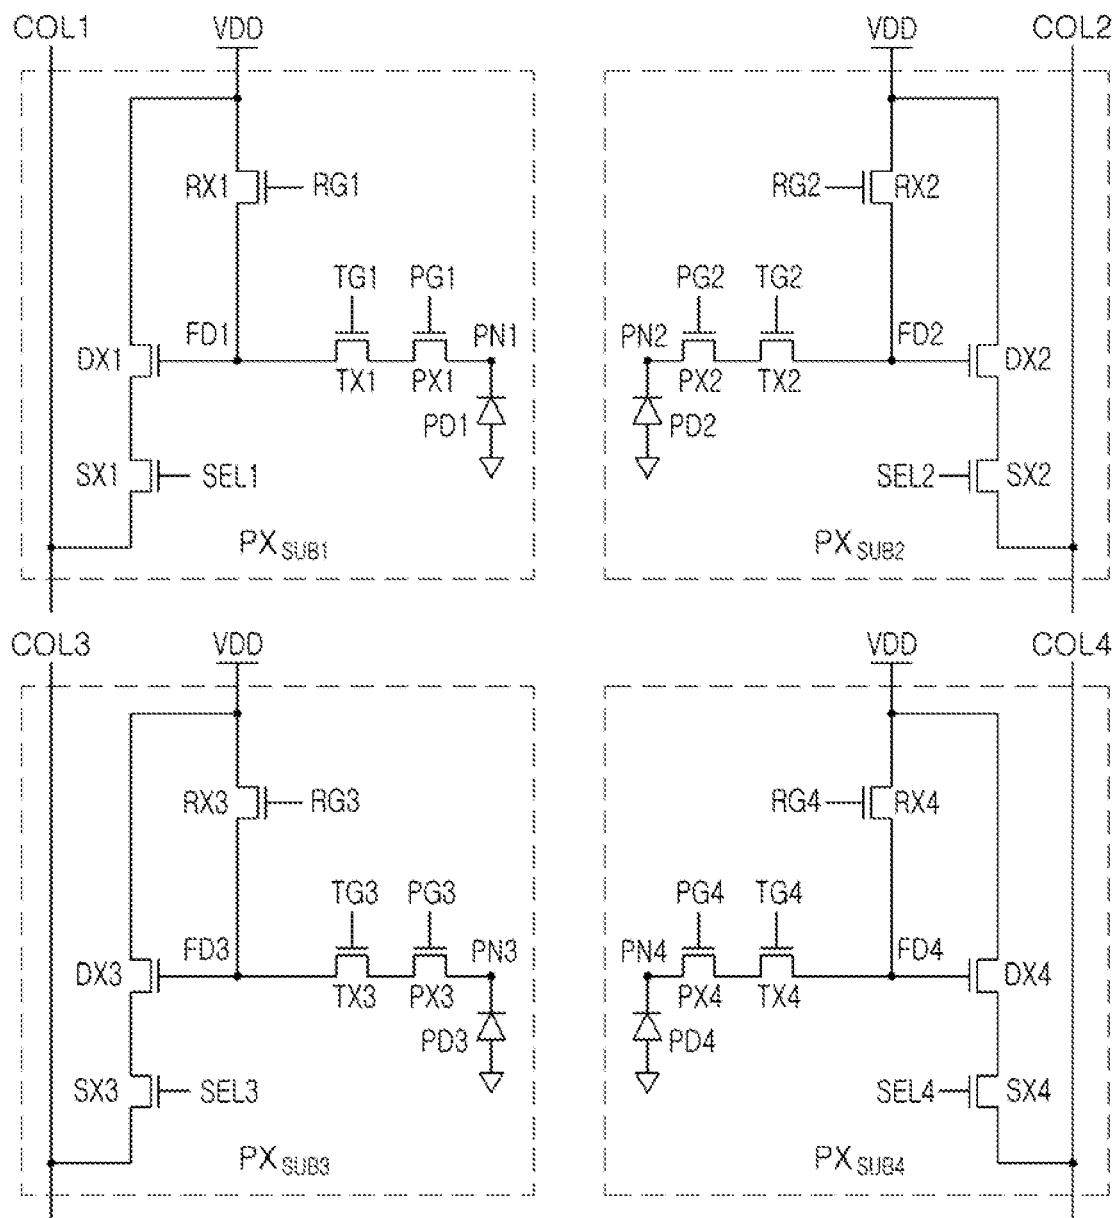 COL1 VDD VDD COL2
RX1 RG1 RG2 RX2
TG1 PG1 PG2 TG2
FD1 PN1 PN2 FD2
DX1 TX1 PX1 PX2 TX2 DX2
PD1 PD2
SX1 SEL1 SEL2 SX2
PXSUB1 PXSUB2
COL3 VDD VDD COL4
RX3 RG3 RG4 RX4
TG3 PG3 PG4 TG4
FD3 PN3 PN4 FD4
DX3 TX3 PX3 PX4 TX4 DX4
PD3 PD4
SX3 SEL3 SEL4 SX4
PXSUB3 PXSUB4